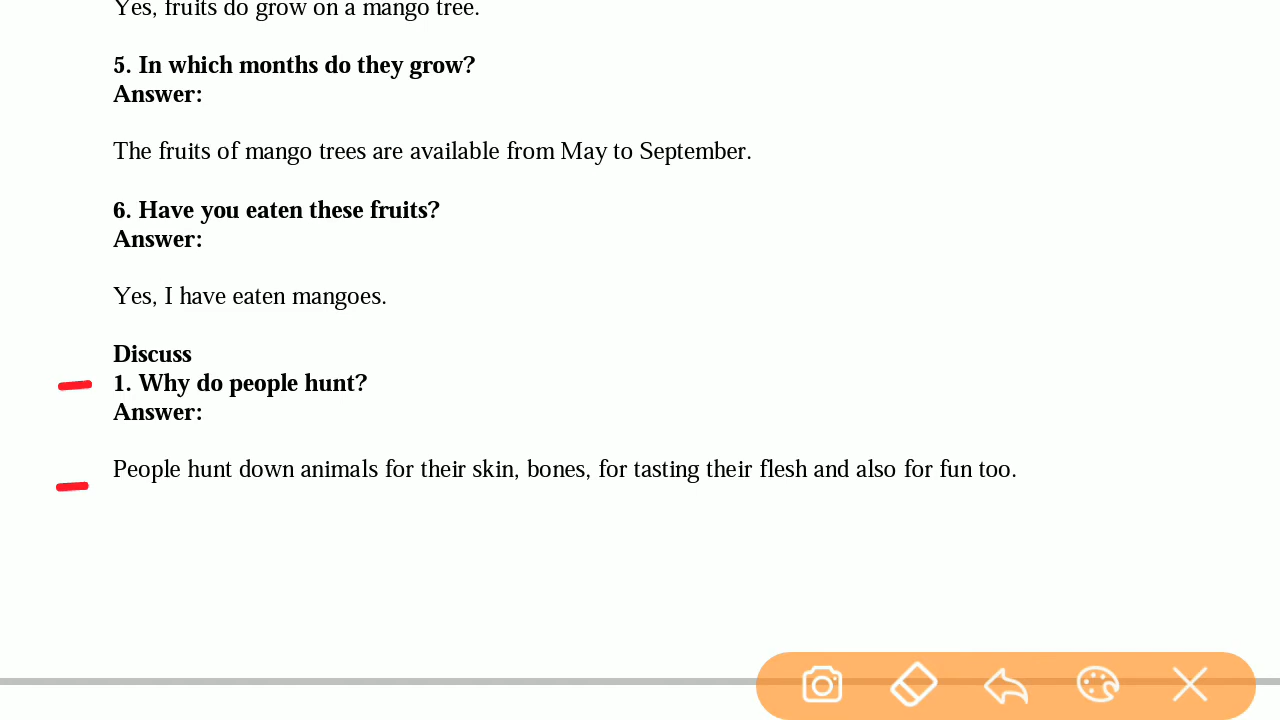 Yes, fruits do grow on a mango tree.
5. In which months do they grow?
Answer:
The fruits of mango trees are available from May to September.
6. Have you eaten these fruits?
Answer:
Yes, I have eaten mangoes.
Discuss
1. Why do people hunt?
Answer:
People hunt down animals for their skin, bones, for tasting their flesh and also for fun too.